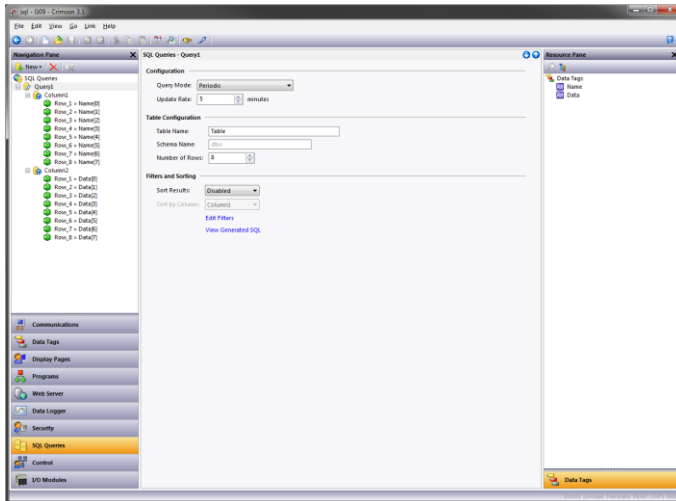 sql - G09 - Crimson 3.1
File Edit View Go Link Help
Navigation Pane
New
SQL Queries
Query1
Column1
Row_1 = Name[0]
Row_2 = Name[1]
Row_3 = Name[2]
Row_4 = Name[3]
Row_5 = Name[4]
Row_6 = Name[5]
Row_7 = Name[6]
Row_8 = Name[7]
Column2
Row_1 = Data[0]
Row_2 = Data[1]
Row_3 = Data[2]
Row_4 = Data[3]
Row_5 = Data[4]
Row_6 = Data[5]
Row_7 = Data[6]
Row_8 = Data[7]
Communications
Data Tags
Display Pages
Programs
Web Server
Data Logger
Security
SQL Queries
Control
I/O Modules
SQL Queries - Query1
Configuration
Query Mode: Periodic
Update Rate: 5 minutes
Table Configuration
Table Name: Table
Schema Name: dbo
Number of Rows: 8
Filters and Sorting
Sort Results: Disabled
Sort by Column: Column1
Edit Filters
View Generated SQL
Resource Pane
Data Tags
Name
Data
Data Tags